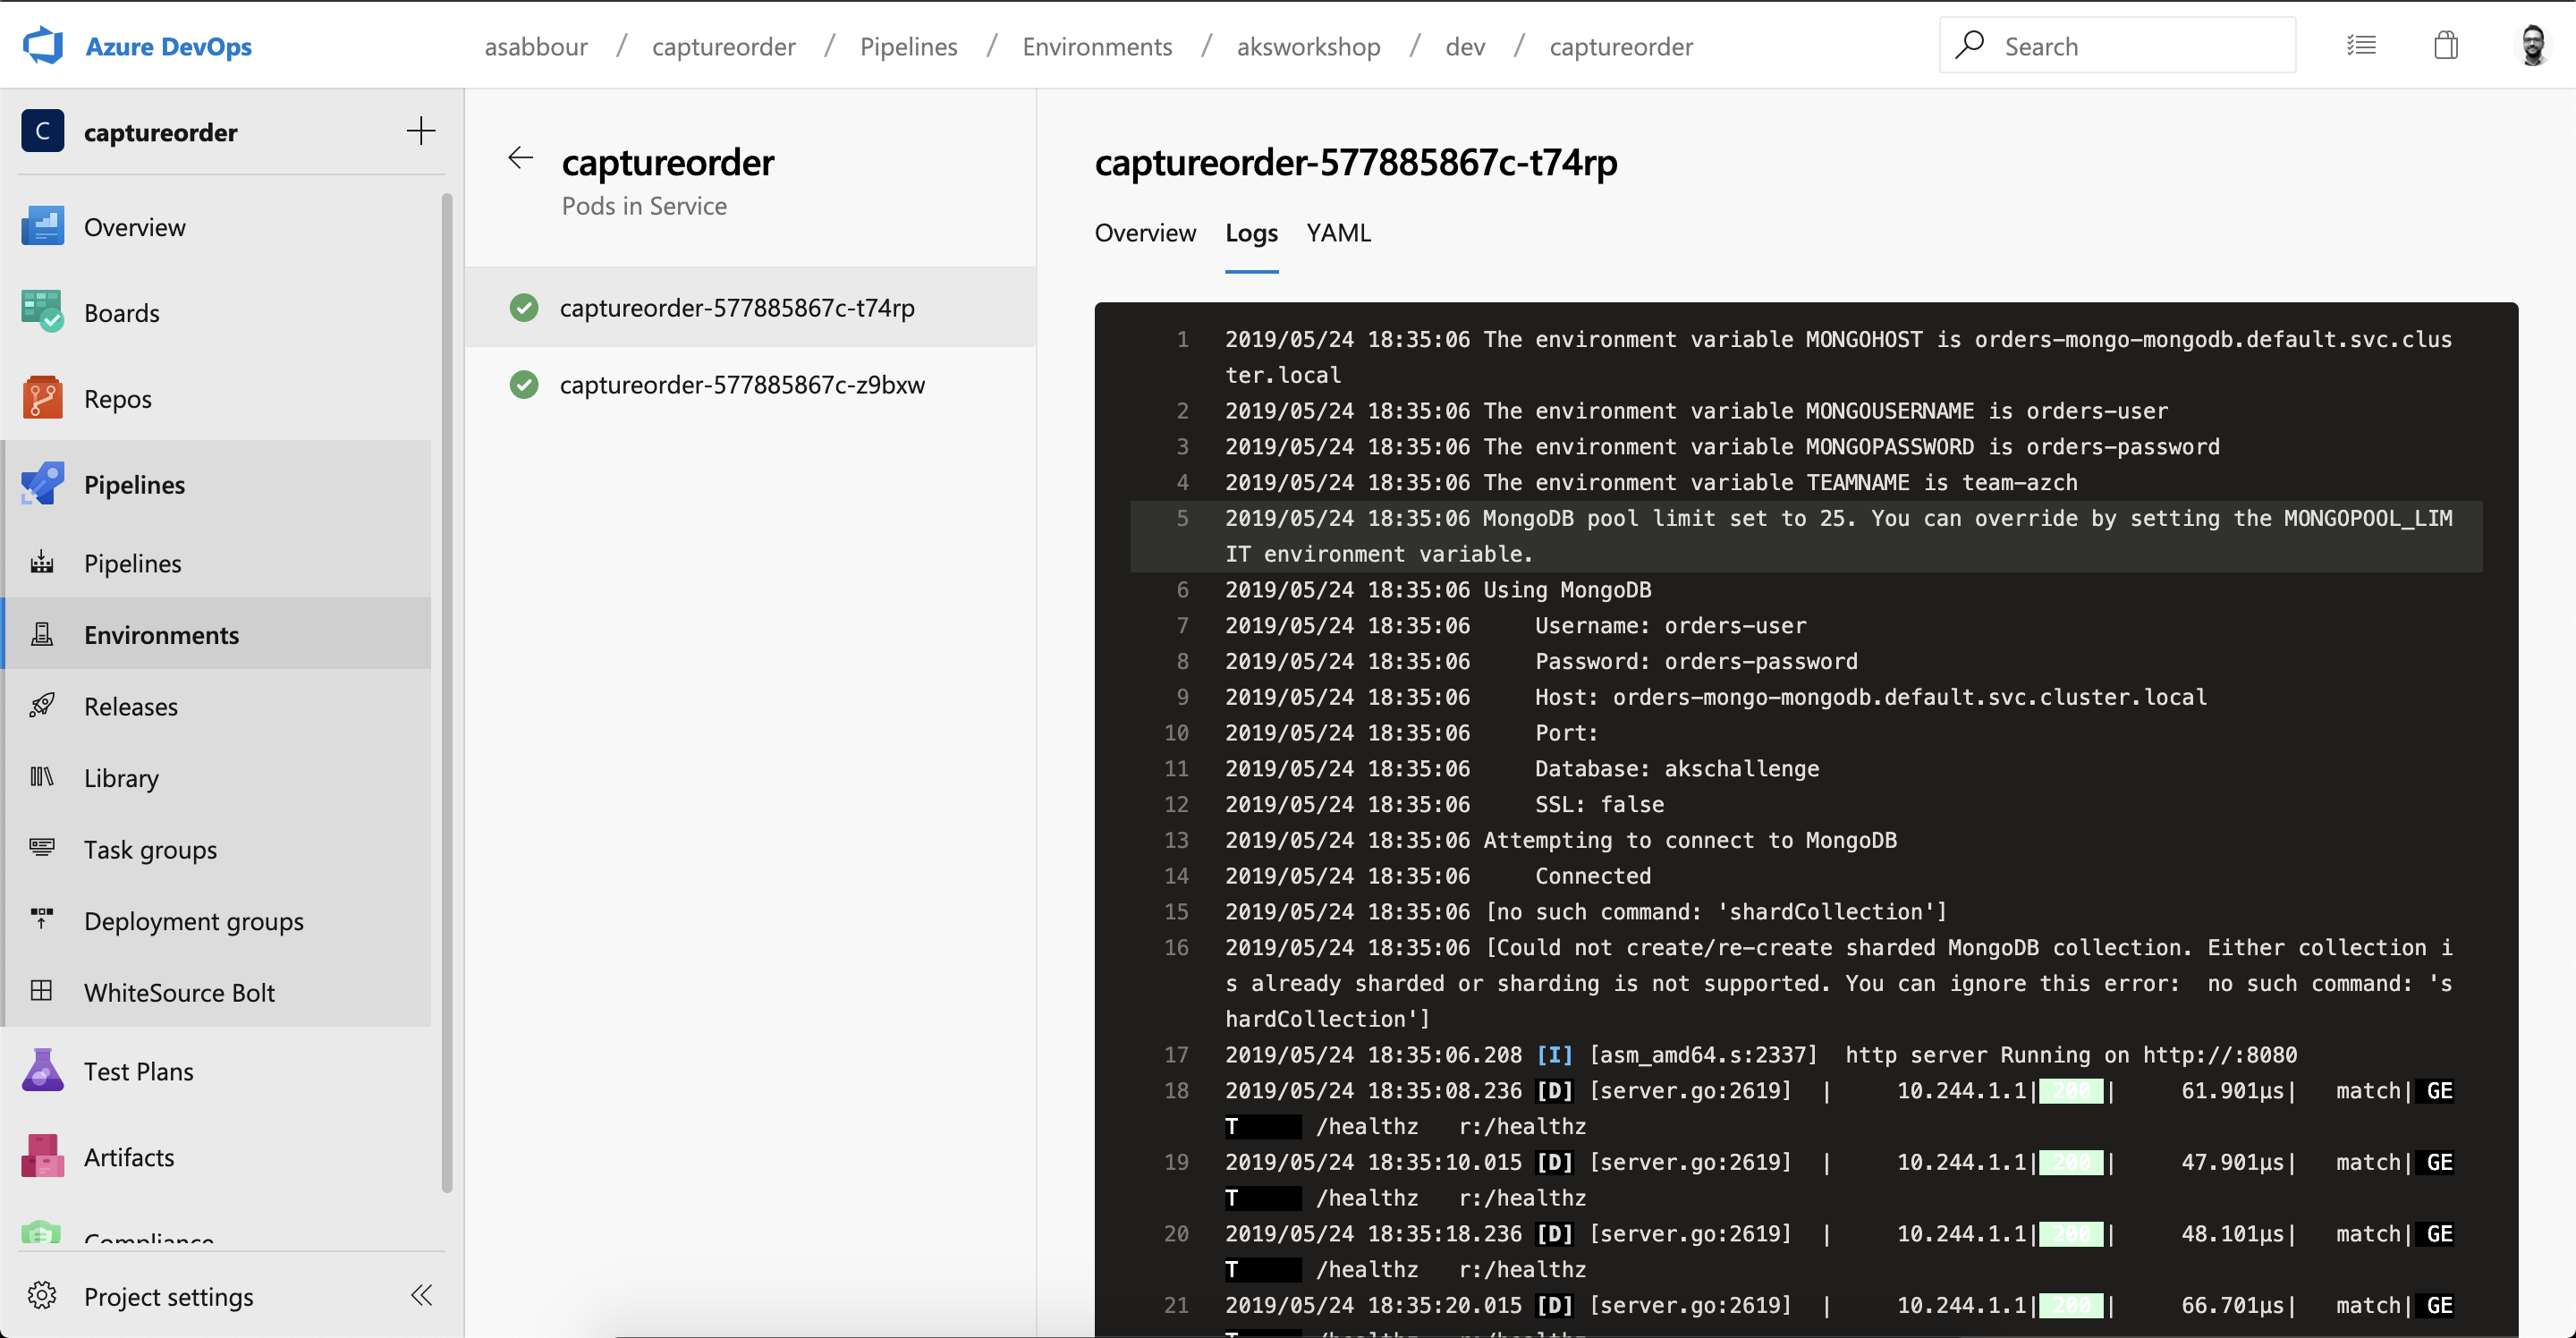 Azure DevOps
asabbour / captureorder / Pipelines / Environments / aksworkshop / dev / captureorder
Search
C captureorder
Overview
Boards
Repos
Pipelines
Pipelines
Environments
Releases
Library
Task groups
Deployment groups
WhiteSource Bolt
Test Plans
Artifacts
Compliance
Project settings
captureorder
Pods in Service
captureorder-577885867c-t74rp
captureorder-577885867c-z9bxw
captureorder-577885867c-t74rp
Overview Logs YAML
1 2019/05/24 18:35:06 The environment variable MONGOHOST is orders-mongo-mongodb.default.svc.clus
ter.local
2 2019/05/24 18:35:06 The environment variable MONGOUSERNAME is orders-user
3 2019/05/24 18:35:06 The environment variable MONGOPASSWORD is orders-password
4 2019/05/24 18:35:06 The environment variable TEAMNAME is team-azch
5 2019/05/24 18:35:06 MongoDB pool limit set to 25. You can override by setting the MONGOPOOL_LIM
IT environment variable.
6 2019/05/24 18:35:06 Using MongoDB
7 2019/05/24 18:35:06 Username: orders-user
8 2019/05/24 18:35:06 Password: orders-password
9 2019/05/24 18:35:06 Host: orders-mongo-mongodb.default.svc.cluster.local
10 2019/05/24 18:35:06 Port:
11 2019/05/24 18:35:06 Database: akschallenge
12 2019/05/24 18:35:06 SSL: false
13 2019/05/24 18:35:06 Attempting to connect to MongoDB
14 2019/05/24 18:35:06 Connected
15 2019/05/24 18:35:06 [no such command: 'shardCollection']
16 2019/05/24 18:35:06 [Could not create/re-create sharded MongoDB collection. Either collection i
s already sharded or sharding is not supported. You can ignore this error:  no such command: 's
hardCollection']
17 2019/05/24 18:35:06.208 [I] [asm_amd64.s:2337]  http server Running on http://:8080
18 2019/05/24 18:35:08.236 [D] [server.go:2619] | 10.244.1.1| 200 | 61.901µs| match| GE
T /healthz r:/healthz
19 2019/05/24 18:35:10.015 [D] [server.go:2619] | 10.244.1.1| 200 | 47.901µs| match| GE
T /healthz r:/healthz
20 2019/05/24 18:35:18.236 [D] [server.go:2619] | 10.244.1.1| 200 | 48.101µs| match| GE
T /healthz r:/healthz
21 2019/05/24 18:35:20.015 [D] [server.go:2619] | 10.244.1.1| 200 | 66.701µs| match| GE